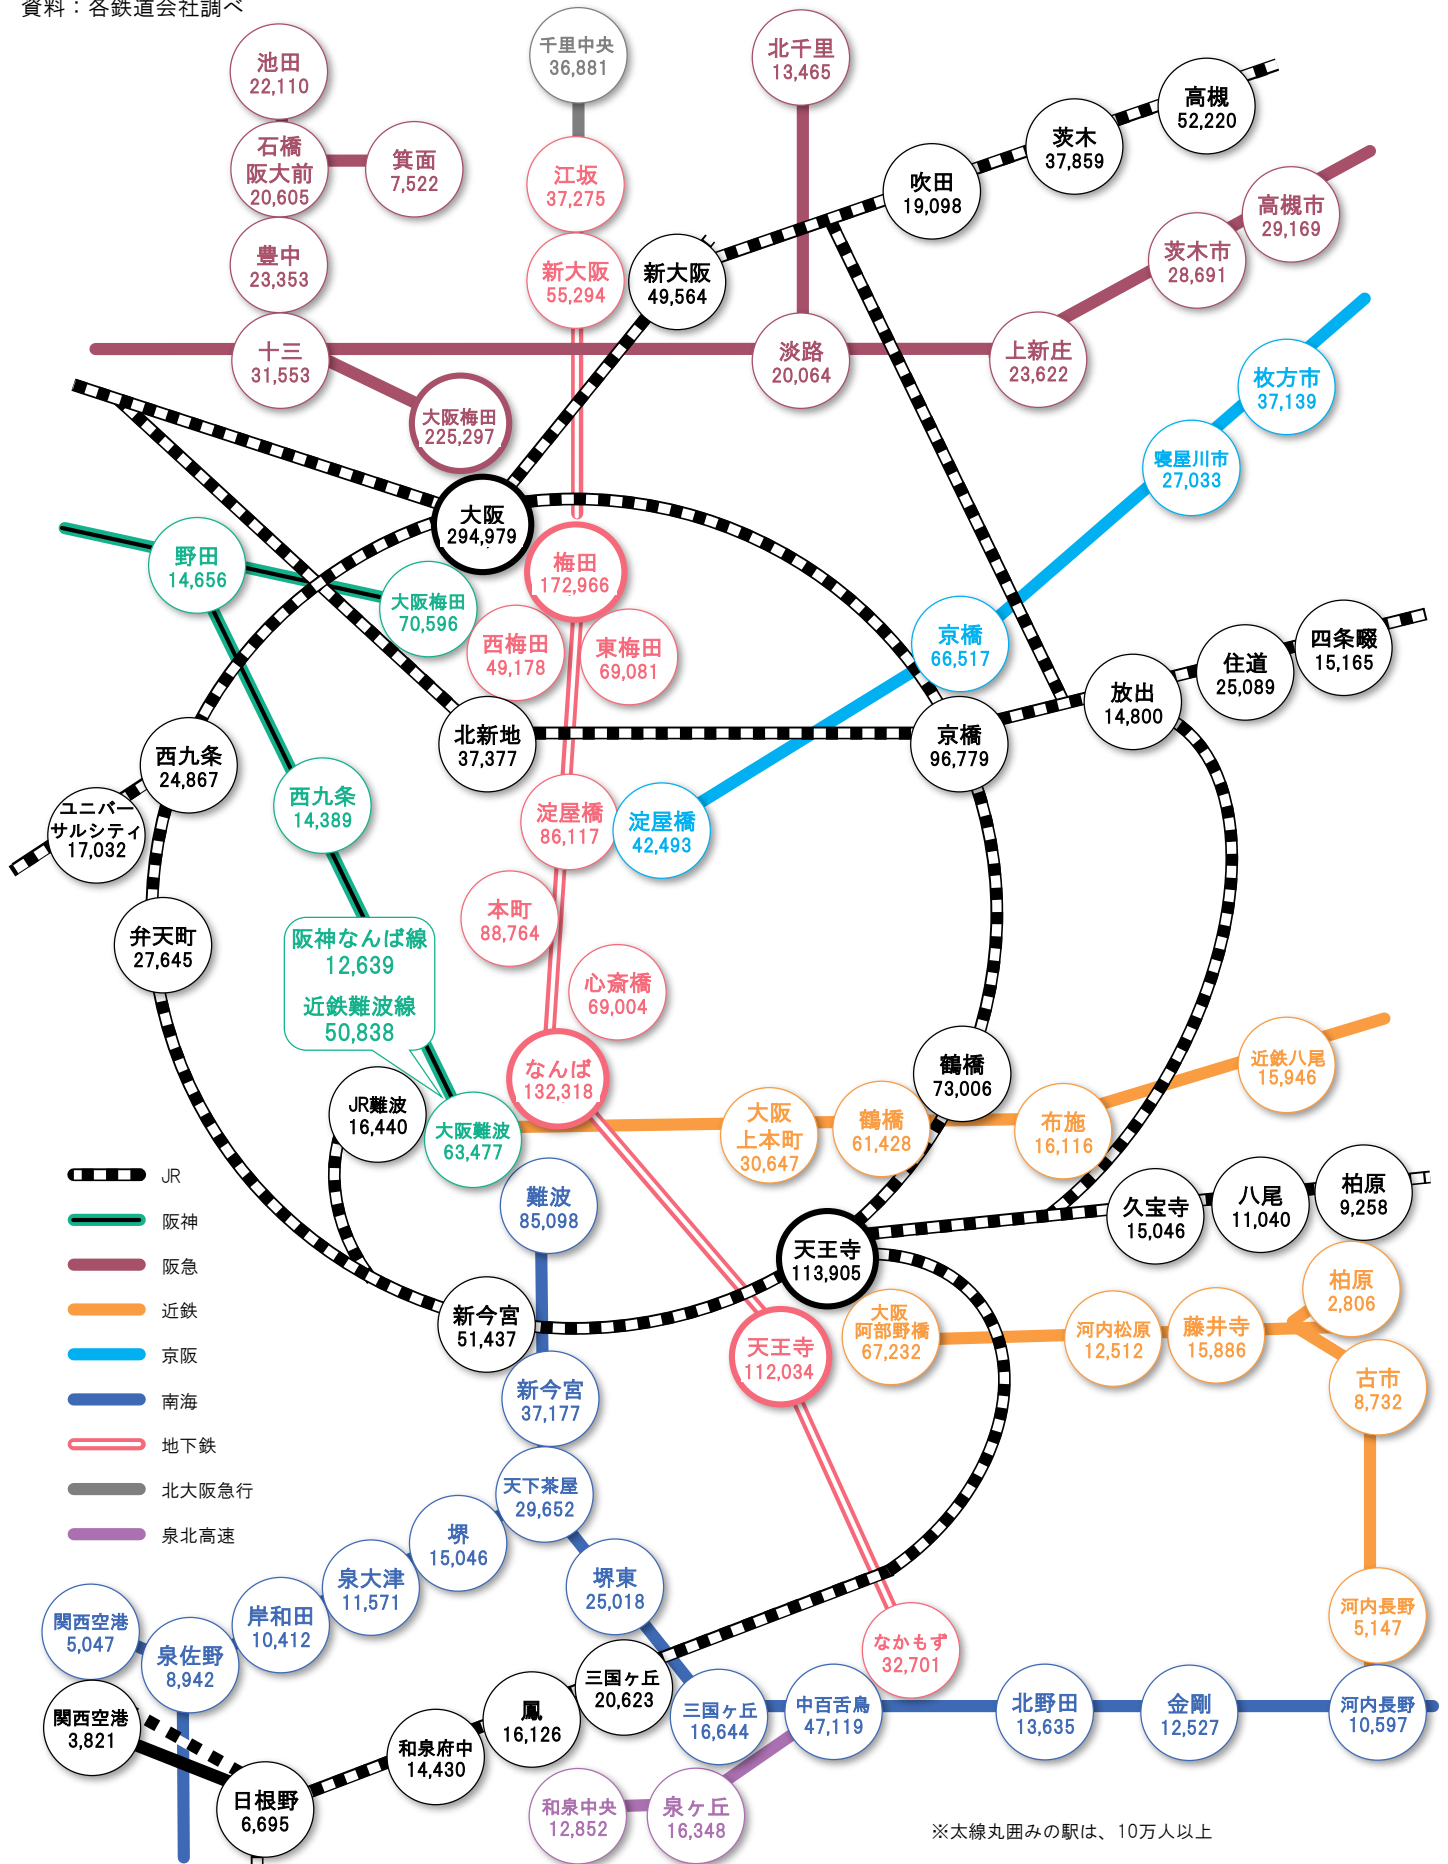 資料：各鉄道会社調べ
池田
22,110
千里中央
36,881
北千里
13,465
高槻
52,220
石橋
阪大前
20,605
箕面
7,522
江坂
37,275
茨木
37,859
吹田
19,098
高槻市
29,169
豊中
23,353
新大阪
55,294
新大阪
49,564
茨木市
28,691
十三
31,553
淡路
20,064
上新庄
23,622
枚方市
37,139
大阪梅田
225,297
寝屋川市
27,033
大阪
294,979
野田
14,656
梅田
172,966
大阪梅田
70,596
西梅田
49,178
東梅田
69,081
京橋
66,517
四条畷
15,165
住道
25,089
放出
14,800
北新地
37,377
京橋
96,779
西九条
24,867
ユニバー
サルシティ
17,032
西九条
14,389
淀屋橋
86,117
淀屋橋
42,493
本町
88,764
弁天町
27,645
阪神なんば線
12,639
近鉄難波線
50,838
心斎橋
69,004
なんば
132,318
鶴橋
73,006
近鉄八尾
15,946
JR難波
16,440
大阪難波
63,477
大阪
上本町
30,647
鶴橋
61,428
布施
16,116
難波
85,098
久宝寺
15,046
八尾
11,040
柏原
9,258
天王寺
113,905
JR
阪神
阪急
近鉄
京阪
南海
地下鉄
北大阪急行
泉北高速
新今宮
51,437
柏原
2,806
大阪
阿部野橋
67,232
河内松原
12,512
藤井寺
15,886
天王寺
112,034
新今宮
37,177
古市
8,732
天下茶屋
29,652
堺
15,046
堺東
25,018
泉大津
11,571
岸和田
10,412
関西空港
5,047
泉佐野
8,942
河内長野
5,147
なかもず
32,701
三国ヶ丘
20,623
三国ヶ丘
16,644
中百舌鳥
47,119
北野田
13,635
金剛
12,527
河内長野
10,597
関西空港
3,821
鳳
16,126
和泉府中
14,430
日根野
6,695
和泉中央
12,852
泉ヶ丘
16,348
※太線丸囲みの駅は、10万人以上